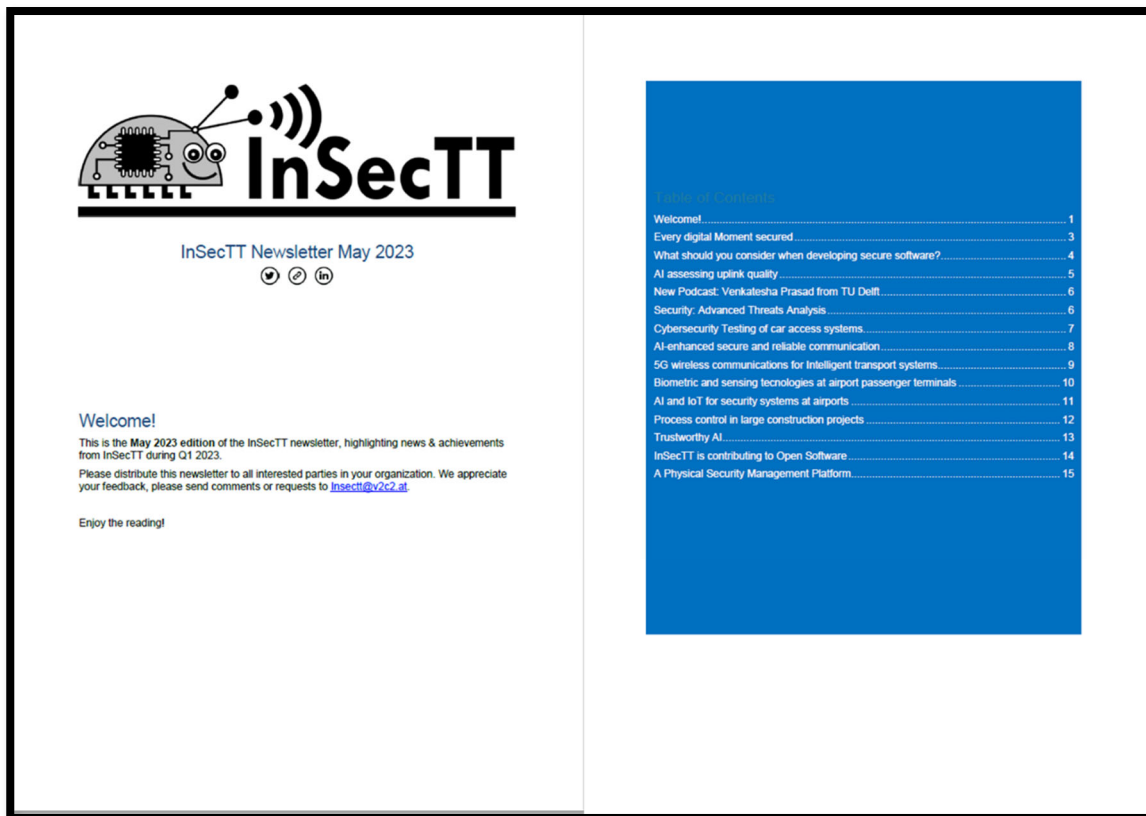 InSecTT
InSecTT Newsletter May 2023
in
Welcome!
This is the May 2023 edition of the InSecTT newsletter, highlighting news & achievements
from InSecTT during Q1 2023.
Please distribute this newsletter to all interested parties in your organization. We appreciate
your feedback, please send comments or requests to Insectt@v2c2.at.
Enjoy the reading!
Table of Contents
Welcome!.......... 1
Every digital Moment secured.......... 3
What should you consider when developing secure software?.......... 4
AI assessing uplink quality.......... 5
New Podcast: Venkatesha Prasad from TU Delft.......... 6
Security: Advanced Threats Analysis.......... 6
Cybersecurity Testing of car access systems.......... 7
AI-enhanced secure and reliable communication.......... 8
5G wireless communications for Intelligent transport systems.......... 9
Biometric and sensing tecnologies at airport passenger terminals.......... 10
AI and IoT for security systems at airports.......... 11
Process control in large construction projects.......... 12
Trustworthy AI.......... 13
InSecTT is contributing to Open Software.......... 14
A Physical Security Management Platform.......... 15